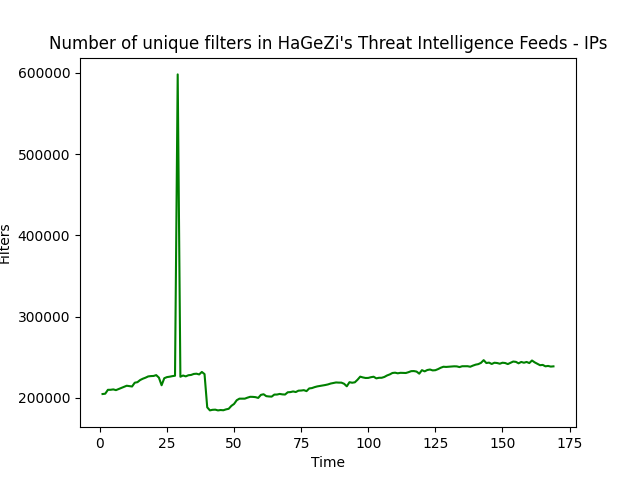 Number of unique filters in HaGeZi's Threat Intelligence Feeds - IPs
600000
500000
400000
300000
200000
Filters
0 25 50 75 100 125 150 175
Time